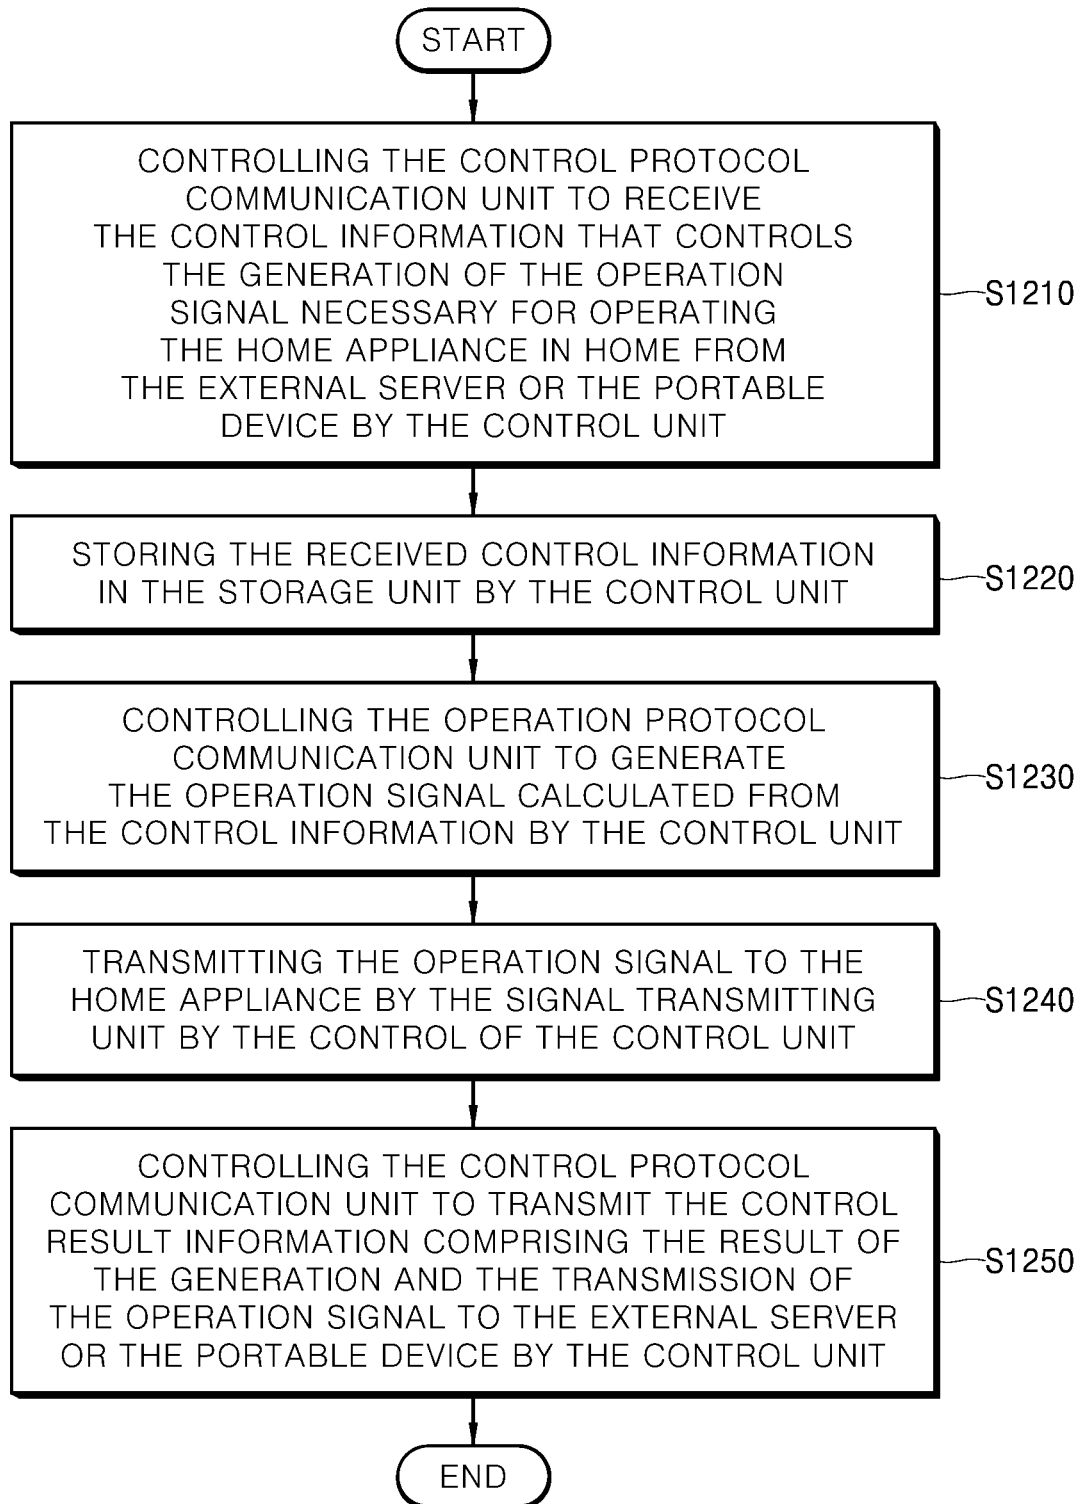 START
CONTROLLING THE CONTROL PROTOCOL
COMMUNICATION UNIT TO RECEIVE
THE CONTROL INFORMATION THAT CONTROLS
THE GENERATION OF THE OPERATION
SIGNAL NECESSARY FOR OPERATING
THE HOME APPLIANCE IN HOME FROM
THE EXTERNAL SERVER OR THE PORTABLE
DEVICE BY THE CONTROL UNIT
S1210
STORING THE RECEIVED CONTROL INFORMATION
IN THE STORAGE UNIT BY THE CONTROL UNIT
S1220
CONTROLLING THE OPERATION PROTOCOL
COMMUNICATION UNIT TO GENERATE
THE OPERATION SIGNAL CALCULATED FROM
THE CONTROL INFORMATION BY THE CONTROL UNIT
S1230
TRANSMITTING THE OPERATION SIGNAL TO THE
HOME APPLIANCE BY THE SIGNAL TRANSMITTING
UNIT BY THE CONTROL OF THE CONTROL UNIT
S1240
CONTROLLING THE CONTROL PROTOCOL
COMMUNICATION UNIT TO TRANSMIT THE CONTROL
RESULT INFORMATION COMPRISING THE RESULT OF
THE GENERATION AND THE TRANSMISSION OF
THE OPERATION SIGNAL TO THE EXTERNAL SERVER
OR THE PORTABLE DEVICE BY THE CONTROL UNIT
S1250
END